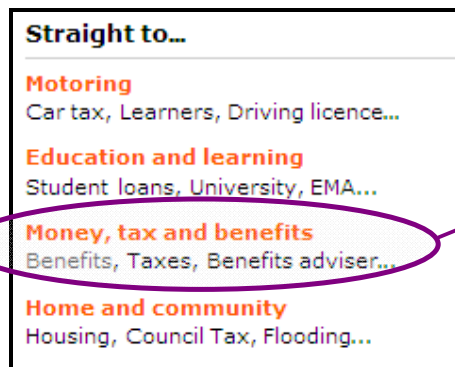 Straight to...
Motoring
Car tax, Learners, Driving licence...
Education and learning
Student loans, University, EMA...
Money, tax and benefits
Benefits, Taxes, Benefits adviser...
Home and community
Housing, Council Tax, Flooding...